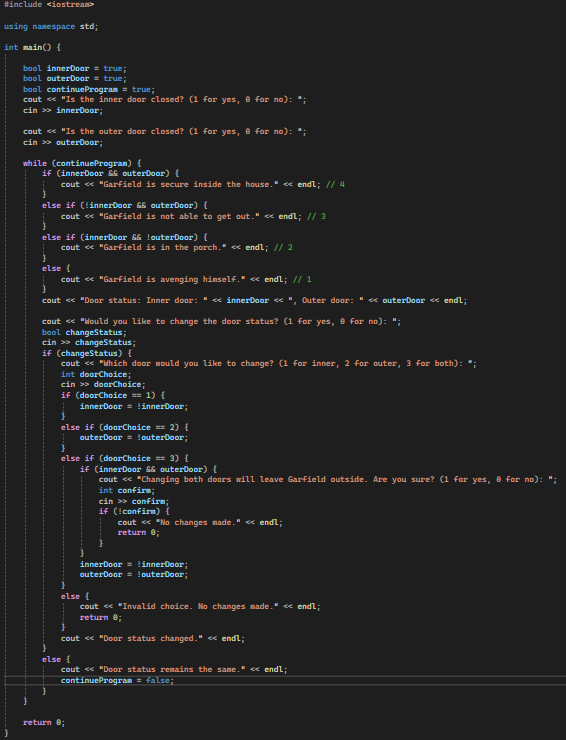 #include <iostream>
using namespace std;
int main() {
bool innerDoor = true;
bool outerDoor = true;
bool continueProgram = true;
cout << "Is the inner door closed? (1 for yes, 0 for no): ";
cin >> innerDoor;
cout << "Is the outer door closed? (1 for yes, 0 for no): ";
cin >> outerDoor;
while (continueProgram) {
if (innerDoor && outerDoor) {
cout << "Garfield is secure inside the house." << endl; // 4
}
else if (!innerDoor && outerDoor) {
cout << "Garfield is not able to get out." << endl; // 3
}
else if (innerDoor && !outerDoor) {
cout << "Garfield is in the porch." << endl; // 2
}
else {
cout << "Garfield is avenging himself." << endl; // 1
}
cout << "Door status: Inner door: " << innerDoor << ", Outer door: " << outerDoor << endl;
cout << "Would you like to change the door status? (1 for yes, 0 for no): ";
bool changeStatus;
cin >> changeStatus;
if (changeStatus) {
cout << "Which door would you like to change? (1 for inner, 2 for outer, 3 for both): ";
int doorChoice;
cin >> doorChoice;
if (doorChoice == 1) {
innerDoor = !innerDoor;
}
else if (doorChoice == 2) {
outerDoor = !outerDoor;
}
else if (doorChoice == 3) {
if (innerDoor && outerDoor) {
cout << "Changing both doors will leave Garfield outside. Are you sure? (1 for yes, 0 for no): ";
int confirm;
cin >> confirm;
if (!confirm) {
cout << "No changes made." << endl;
return 0;
}
}
innerDoor = !innerDoor;
outerDoor = !outerDoor;
}
else {
cout << "Invalid choice. No changes made." << endl;
return 0;
}
cout << "Door status changed." << endl;
}
else {
cout << "Door status remains the same." << endl;
continueProgram = false;
}
}
return 0;
}